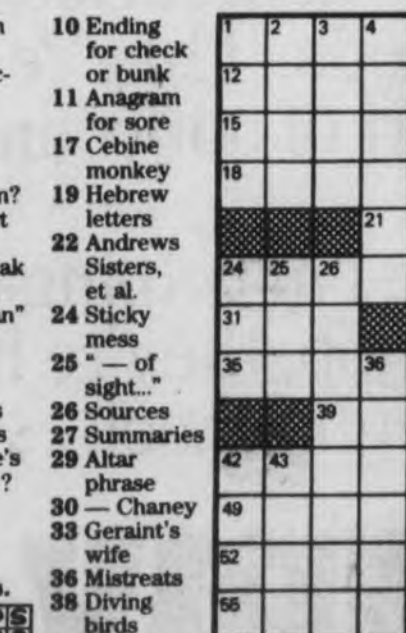 10 Ending
for check
or bunk
11 Anagram
for sore
17 Cebine
monkey
19 Hebrew
letters
22 Andrews
Sisters,
et al.
24 Sticky
mess
25 " — of
sight..."
26 Sources
27 Summaries
29 Altar
phrase
30 — Chaney
33 Geraint's
wife
36 Mistreats
38 Diving
birds
1 2 3 4
12
15
18
21
24 25 26
31
35 36
39
42 43
49
52
55